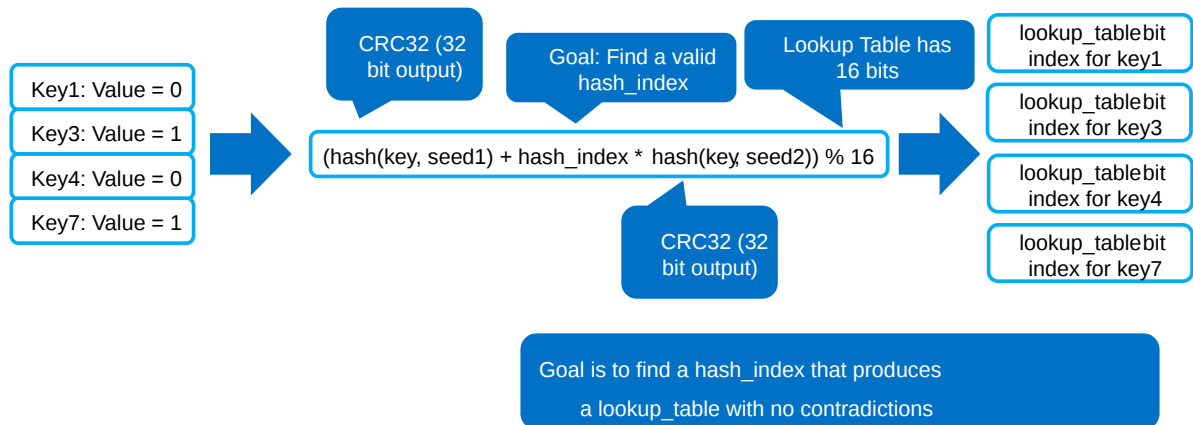 Key1: Value = 0
Key3: Value = 1
Key4: Value = 0
Key7: Value = 1
CRC32 (32
bit output)
Goal: Find a valid
hash_index
Lookup Table has
16 bits
(hash(key, seed1) + hash_index * hash(key, seed2)) % 16
CRC32 (32
bit output)
lookup_tablebit
index for key1
lookup_tablebit
index for key3
lookup_tablebit
index for key4
lookup_tablebit
index for key7
Goal is to find a hash_index that produces
a lookup_table with no contradictions